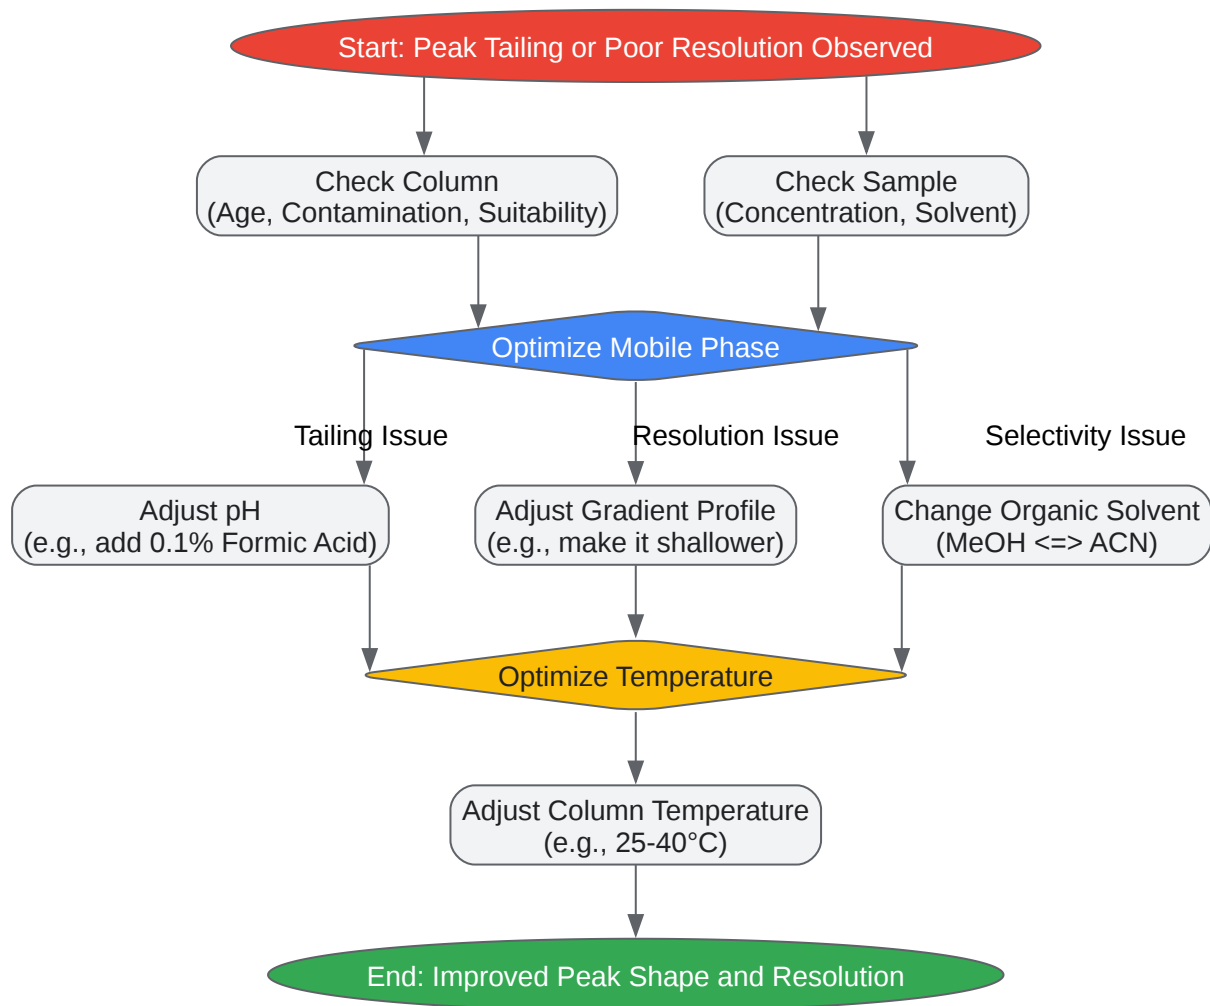 Start: Peak Tailing or Poor Resolution Observed
Check Column
(Age, Contamination, Suitability)
Check Sample
(Concentration, Solvent)
Optimize Mobile Phase
Tailing Issue
Resolution Issue
Selectivity Issue
Adjust pH
(e.g., add 0.1% Formic Acid)
Adjust Gradient Profile
(e.g., make it shallower)
Change Organic Solvent
(MeOH <=> ACN)
Optimize Temperature
Adjust Column Temperature
(e.g., 25-40°C)
End: Improved Peak Shape and Resolution